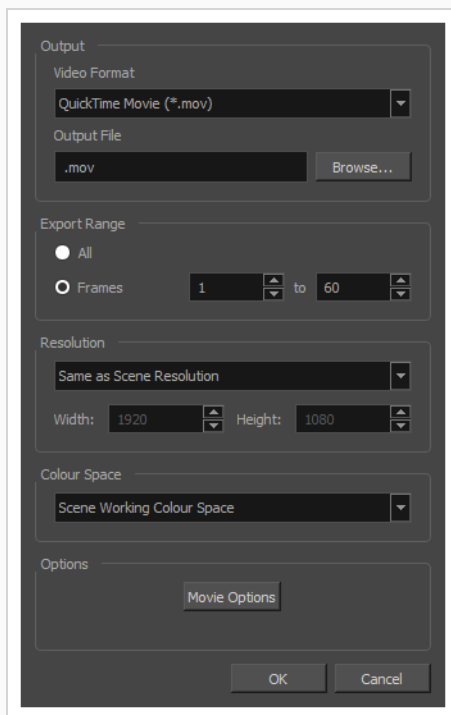 Output
Video Format
QuickTime Movie (*.mov)
Output File
.mov Browse...
Export Range
All
Frames 1 to 60
Resolution
Same as Scene Resolution
Width: 1920 Height: 1080
Colour Space
Scene Working Colour Space
Options
Movie Options
OK Cancel